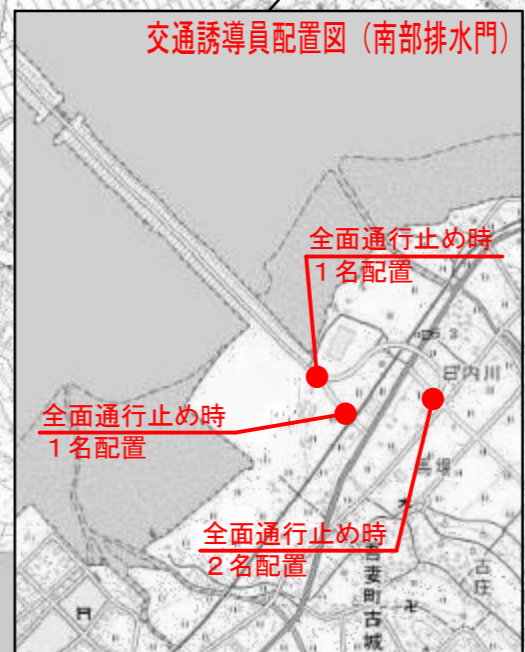 交通誘導員配置図（南部排水門）
全面通行止め時
１名配置
日内川
全面通行止め時
１名配置
馬場
全面通行止め時
２名配置
吾妻町古城
古庄